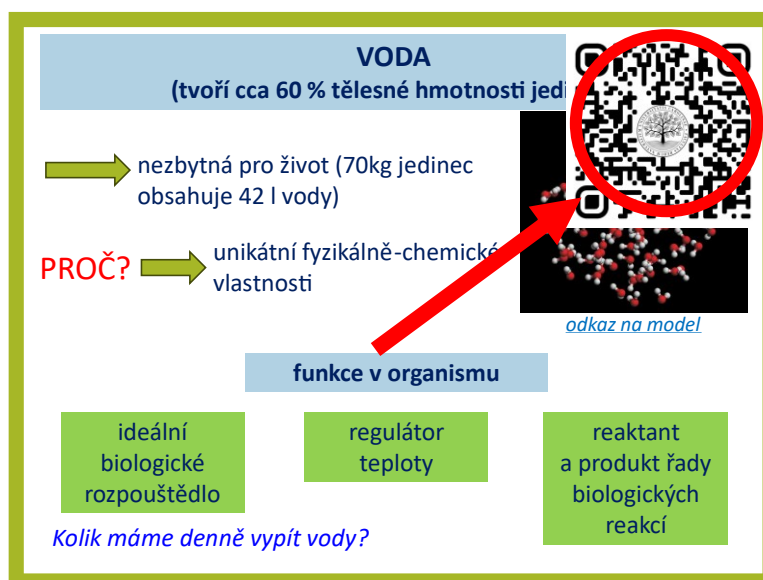 VODA
(tvoří cca 60 % tělesné hmotnosti jedi
nezbytná pro život (70kg jedinec
obsahuje 42 l vody)
PROČ?
unikátní fyzikálně-chemické
vlastnosti
odkaz na model
funkce v organismu
ideální
biologické
rozpouštědlo
regulátor
teploty
reaktant
a produkt řady
biologických
reakcí
Kolik máme denně vypít vody?